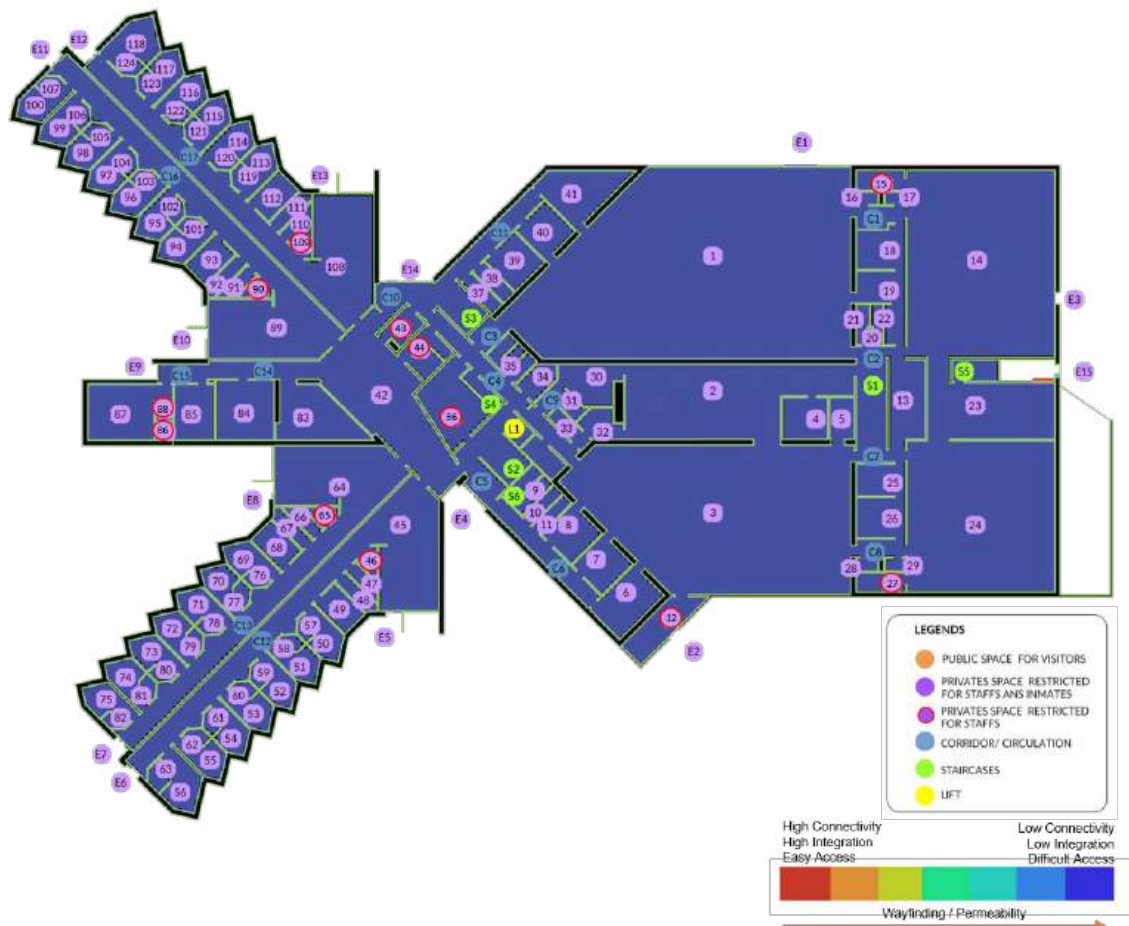 E11
E12
118
124
117
123
116
122
115
121
114
120
113
119
112
111
110
109
108
E13
107
100
106
99
105
98
104
97
103
96
102
95
101
94
93
92
91
90
89
C17
C16
E10
E9
C15
C14
87
88
86
85
84
83
42
E14
C10
43
44
36
C11
41
40
39
38
37
S3
C3
35
34
C4
S4
C9
30
31
33
32
L1
S2
S6
C5
9
10
11
8
7
C6
6
12
E2
E4
E1
1
2
3
4
5
15
16
17
C1
18
19
21
22
20
C2
S1
13
14
E3
S5
E15
23
C7
25
26
24
C8
28
29
27
E8
64
65
66
67
68
69
76
70
77
71
78
72
79
73
80
74
81
75
82
C13
C12
45
46
47
48
49
E5
57
50
58
51
59
52
60
53
61
54
62
55
63
56
E7
E6
LEGENDS
PUBLIC SPACE FOR VISITORS
PRIVATES SPACE RESTRICTED
FOR STAFFS ANS INMATES
PRIVATES SPACE RESTRICTED
FOR STAFFS
CORRIDOR/ CIRCULATION
STAIRCASES
LIFT
High Connectivity
High Integration
Easy Access
Low Connectivity
Low Integration
Difficult Access
Wayfinding / Permeability